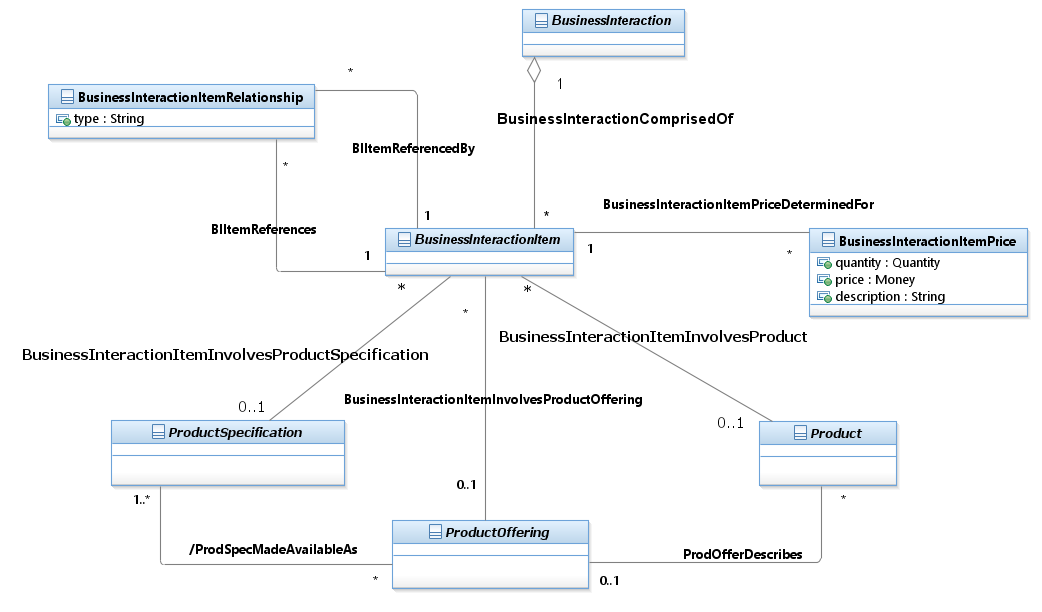 BusinessInteraction
1
BusinessInteractionComprisedOf
*
BusinessInteractionItemRelationship
type : String
*
BIItemReferencedBy
1
*
BIItemReferences
1
BusinessInteractionItemPriceDeterminedFor
BusinessInteractionItem
1
*
BusinessInteractionItemPrice
quantity : Quantity
price : Money
description : String
*
*
*
BusinessInteractionItemInvolvesProduct
BusinessInteractionItemInvolvesProductSpecification
BusinessInteractionItemInvolvesProductOffering
0..1
0..1
0..1
ProductSpecification
Product
1..*
*
ProductOffering
/ProdSpecMadeAvailableAs
ProdOfferDescribes
*
0..1